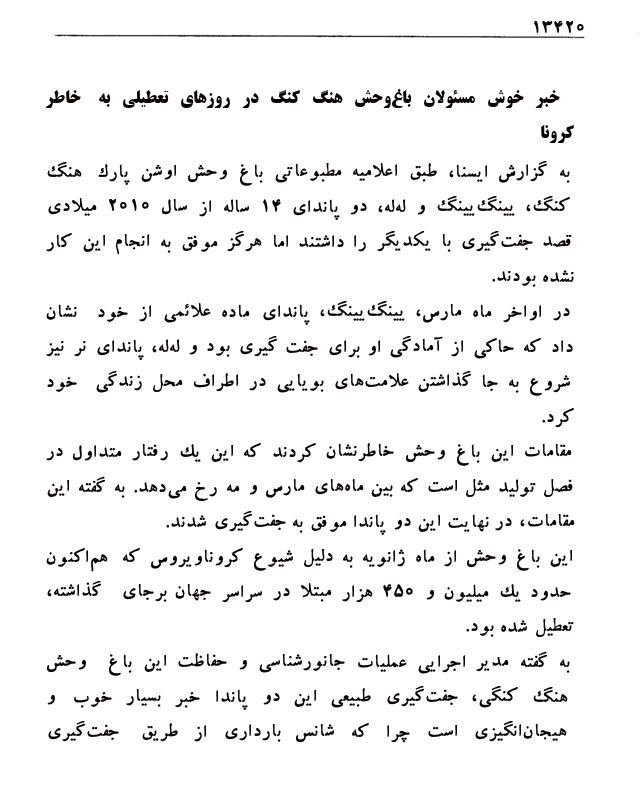 ۱۳۴۲۰
خبر خوش مسئولان باغ‌وحش هنگ کنگ در روزهای تعطیلی به خاطر
کرونا
به گزارش ایسنا، طبق اعلامیه مطبوعاتی باغ وحش اوشن پارک هنگ
کنگ، یینگ‌یینگ و له‌له، دو پاندای ۱۴ ساله از سال ۲۰۱۰ میلادی
قصد جفت‌گیری با یکدیگر را داشتند اما هرگز موفق به انجام این کار
نشده بودند.
در اواخر ماه مارس، یینگ‌یینگ، پاندای ماده علائمی از خود نشان
داد که حاکی از آمادگی او برای جفت گیری بود و له‌له، پاندای نر نیز
شروع به جا گذاشتن علامت‌های بویایی در اطراف محل زندگی خود
کرد.
مقامات این باغ وحش خاطرنشان کردند که این یك رفتار متداول در
فصل تولید مثل است که بین ماه‌های مارس و مه رخ می‌دهد. به گفته این
مقامات، در نهایت این دو پاندا موفق به جفت‌گیری شدند.
این باغ وحش از ماه ژانویه به دلیل شیوع کروناویروس که هم‌اکنون
حدود یك میلیون و ۴۵۰ هزار مبتلا در سراسر جهان برجای گذاشته،
تعطیل شده بود.
به گفته مدیر اجرایی عملیات جانورشناسی و حفاظت این باغ وحش
هنگ کنگی، جفت‌گیری طبیعی این دو پاندا خبر بسیار خوب و
هیجان‌انگیزی است چرا که شانس بارداری از طریق جفت‌گیری